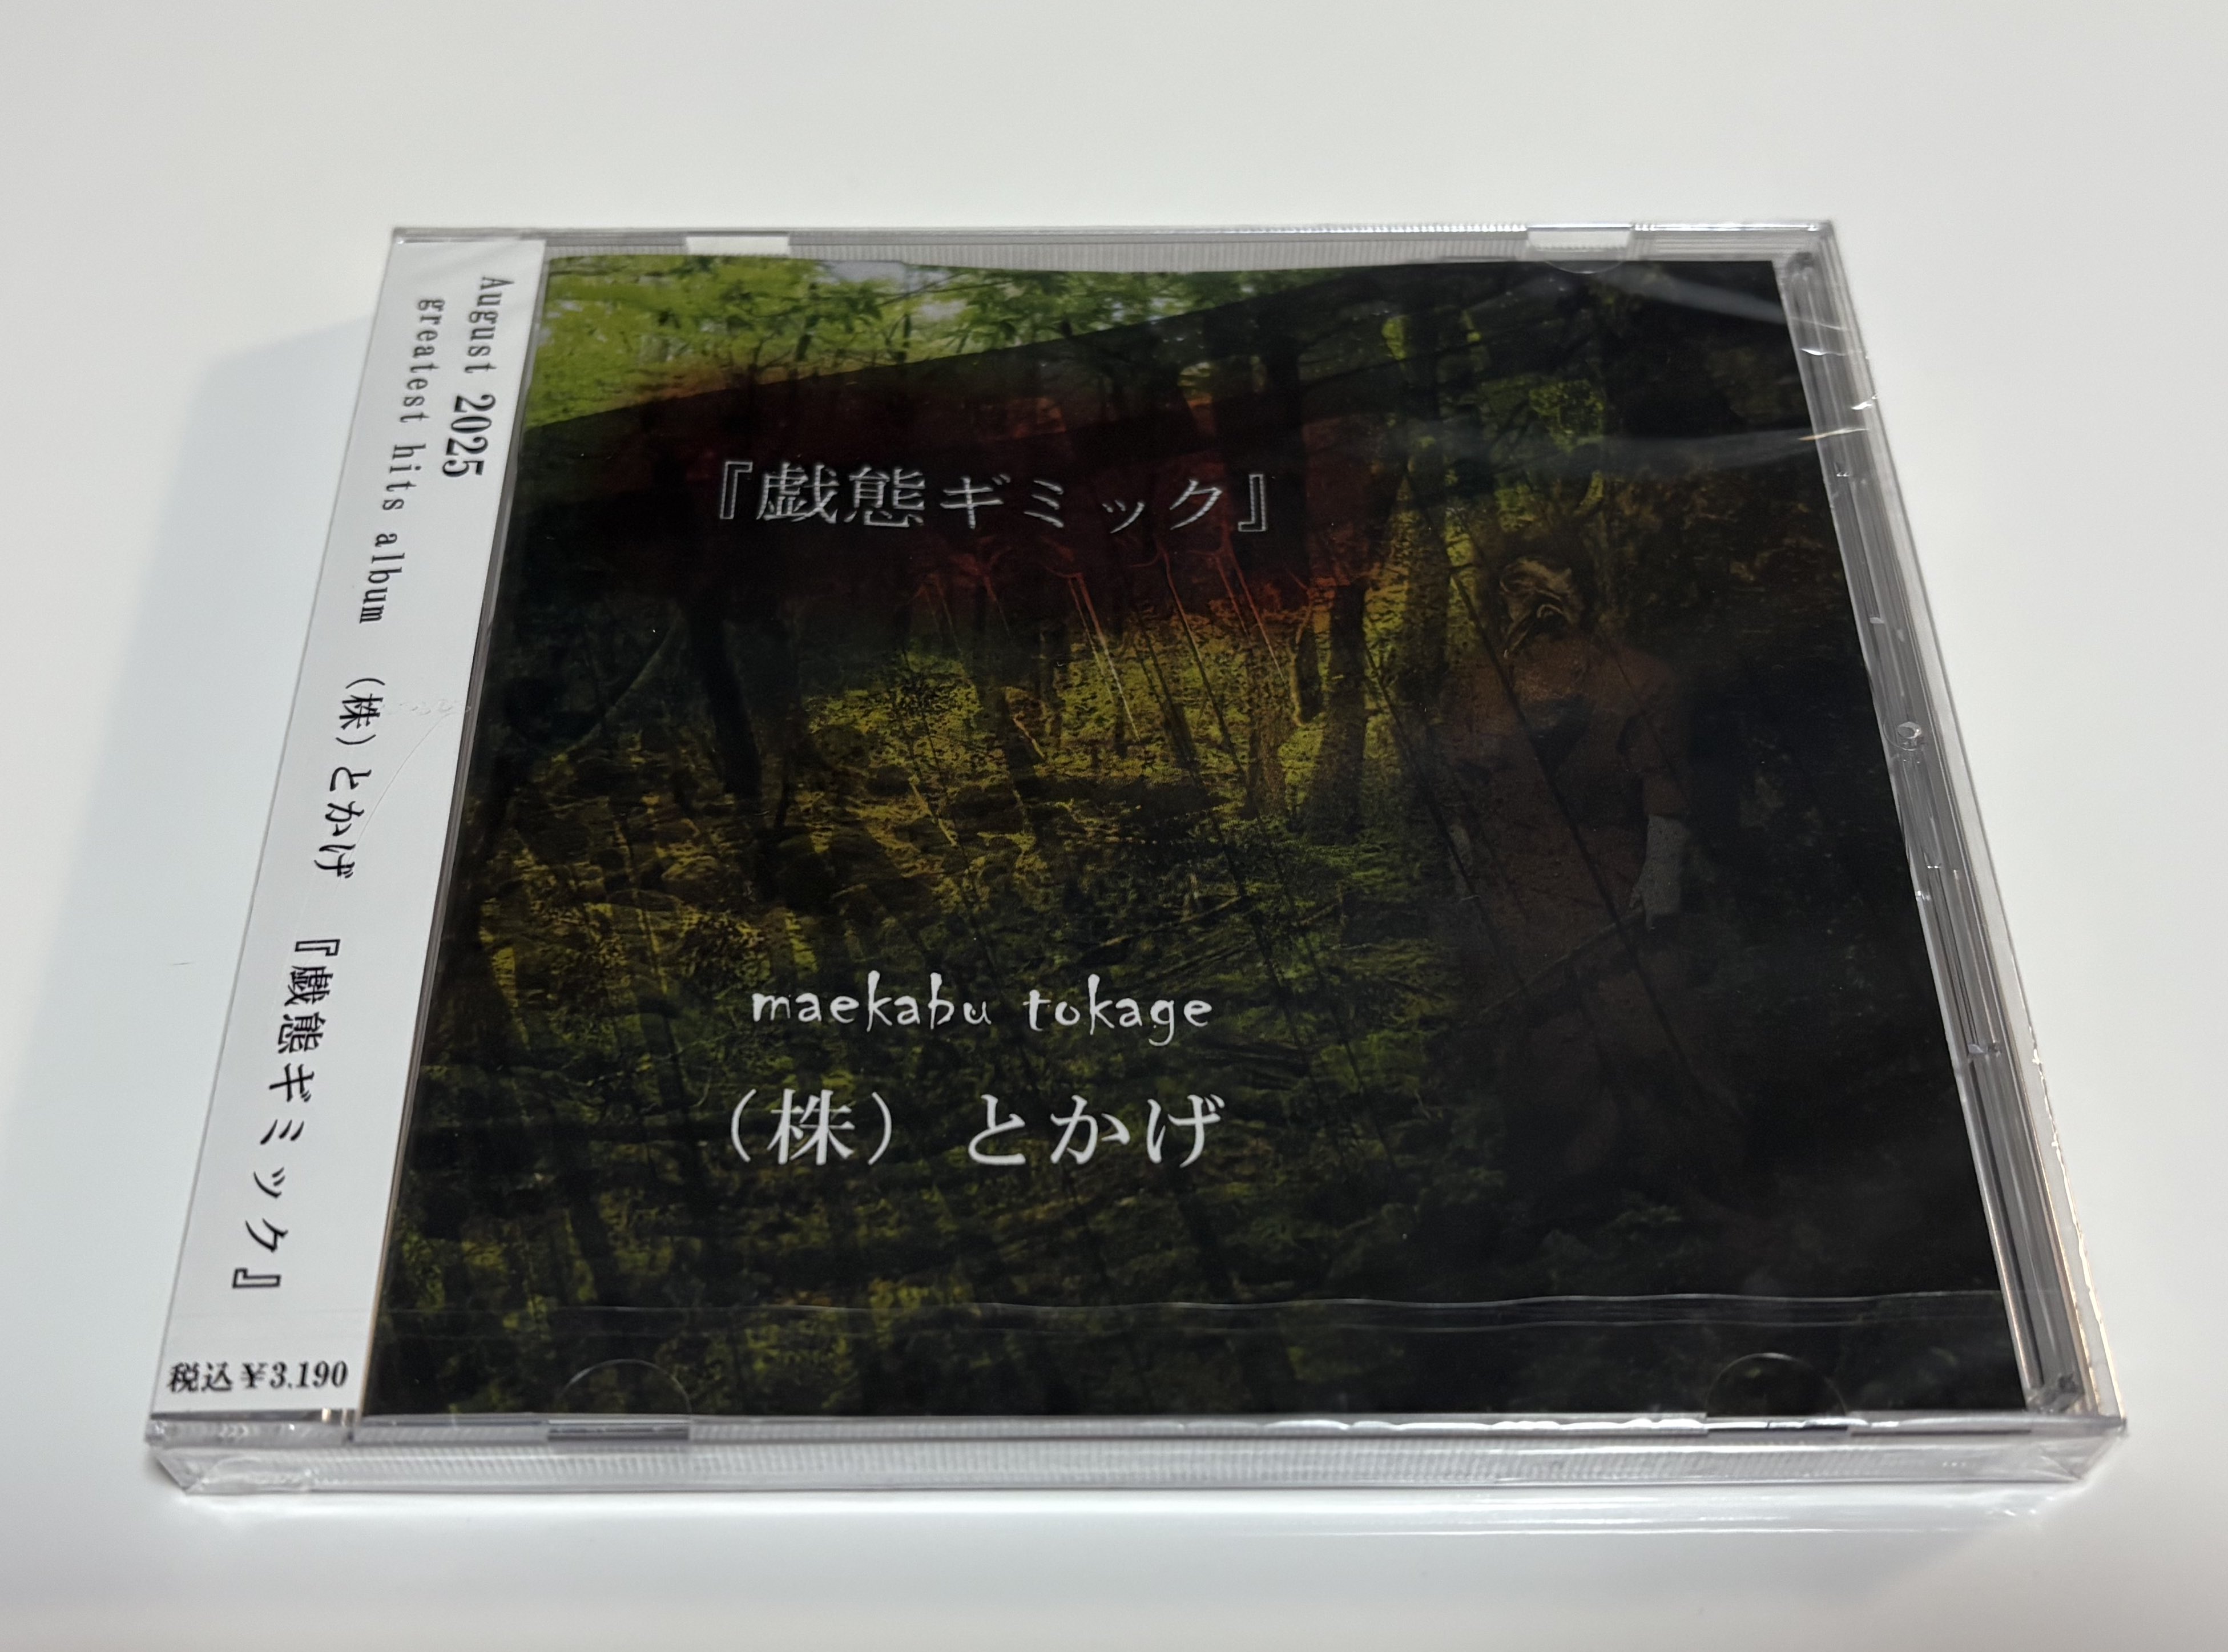 August 2025
greatest hits album （株）とかげ 『戯態ギミック』
税込￥3,190
『戯態ギミック』
maekabu tokage
（株）とかげ